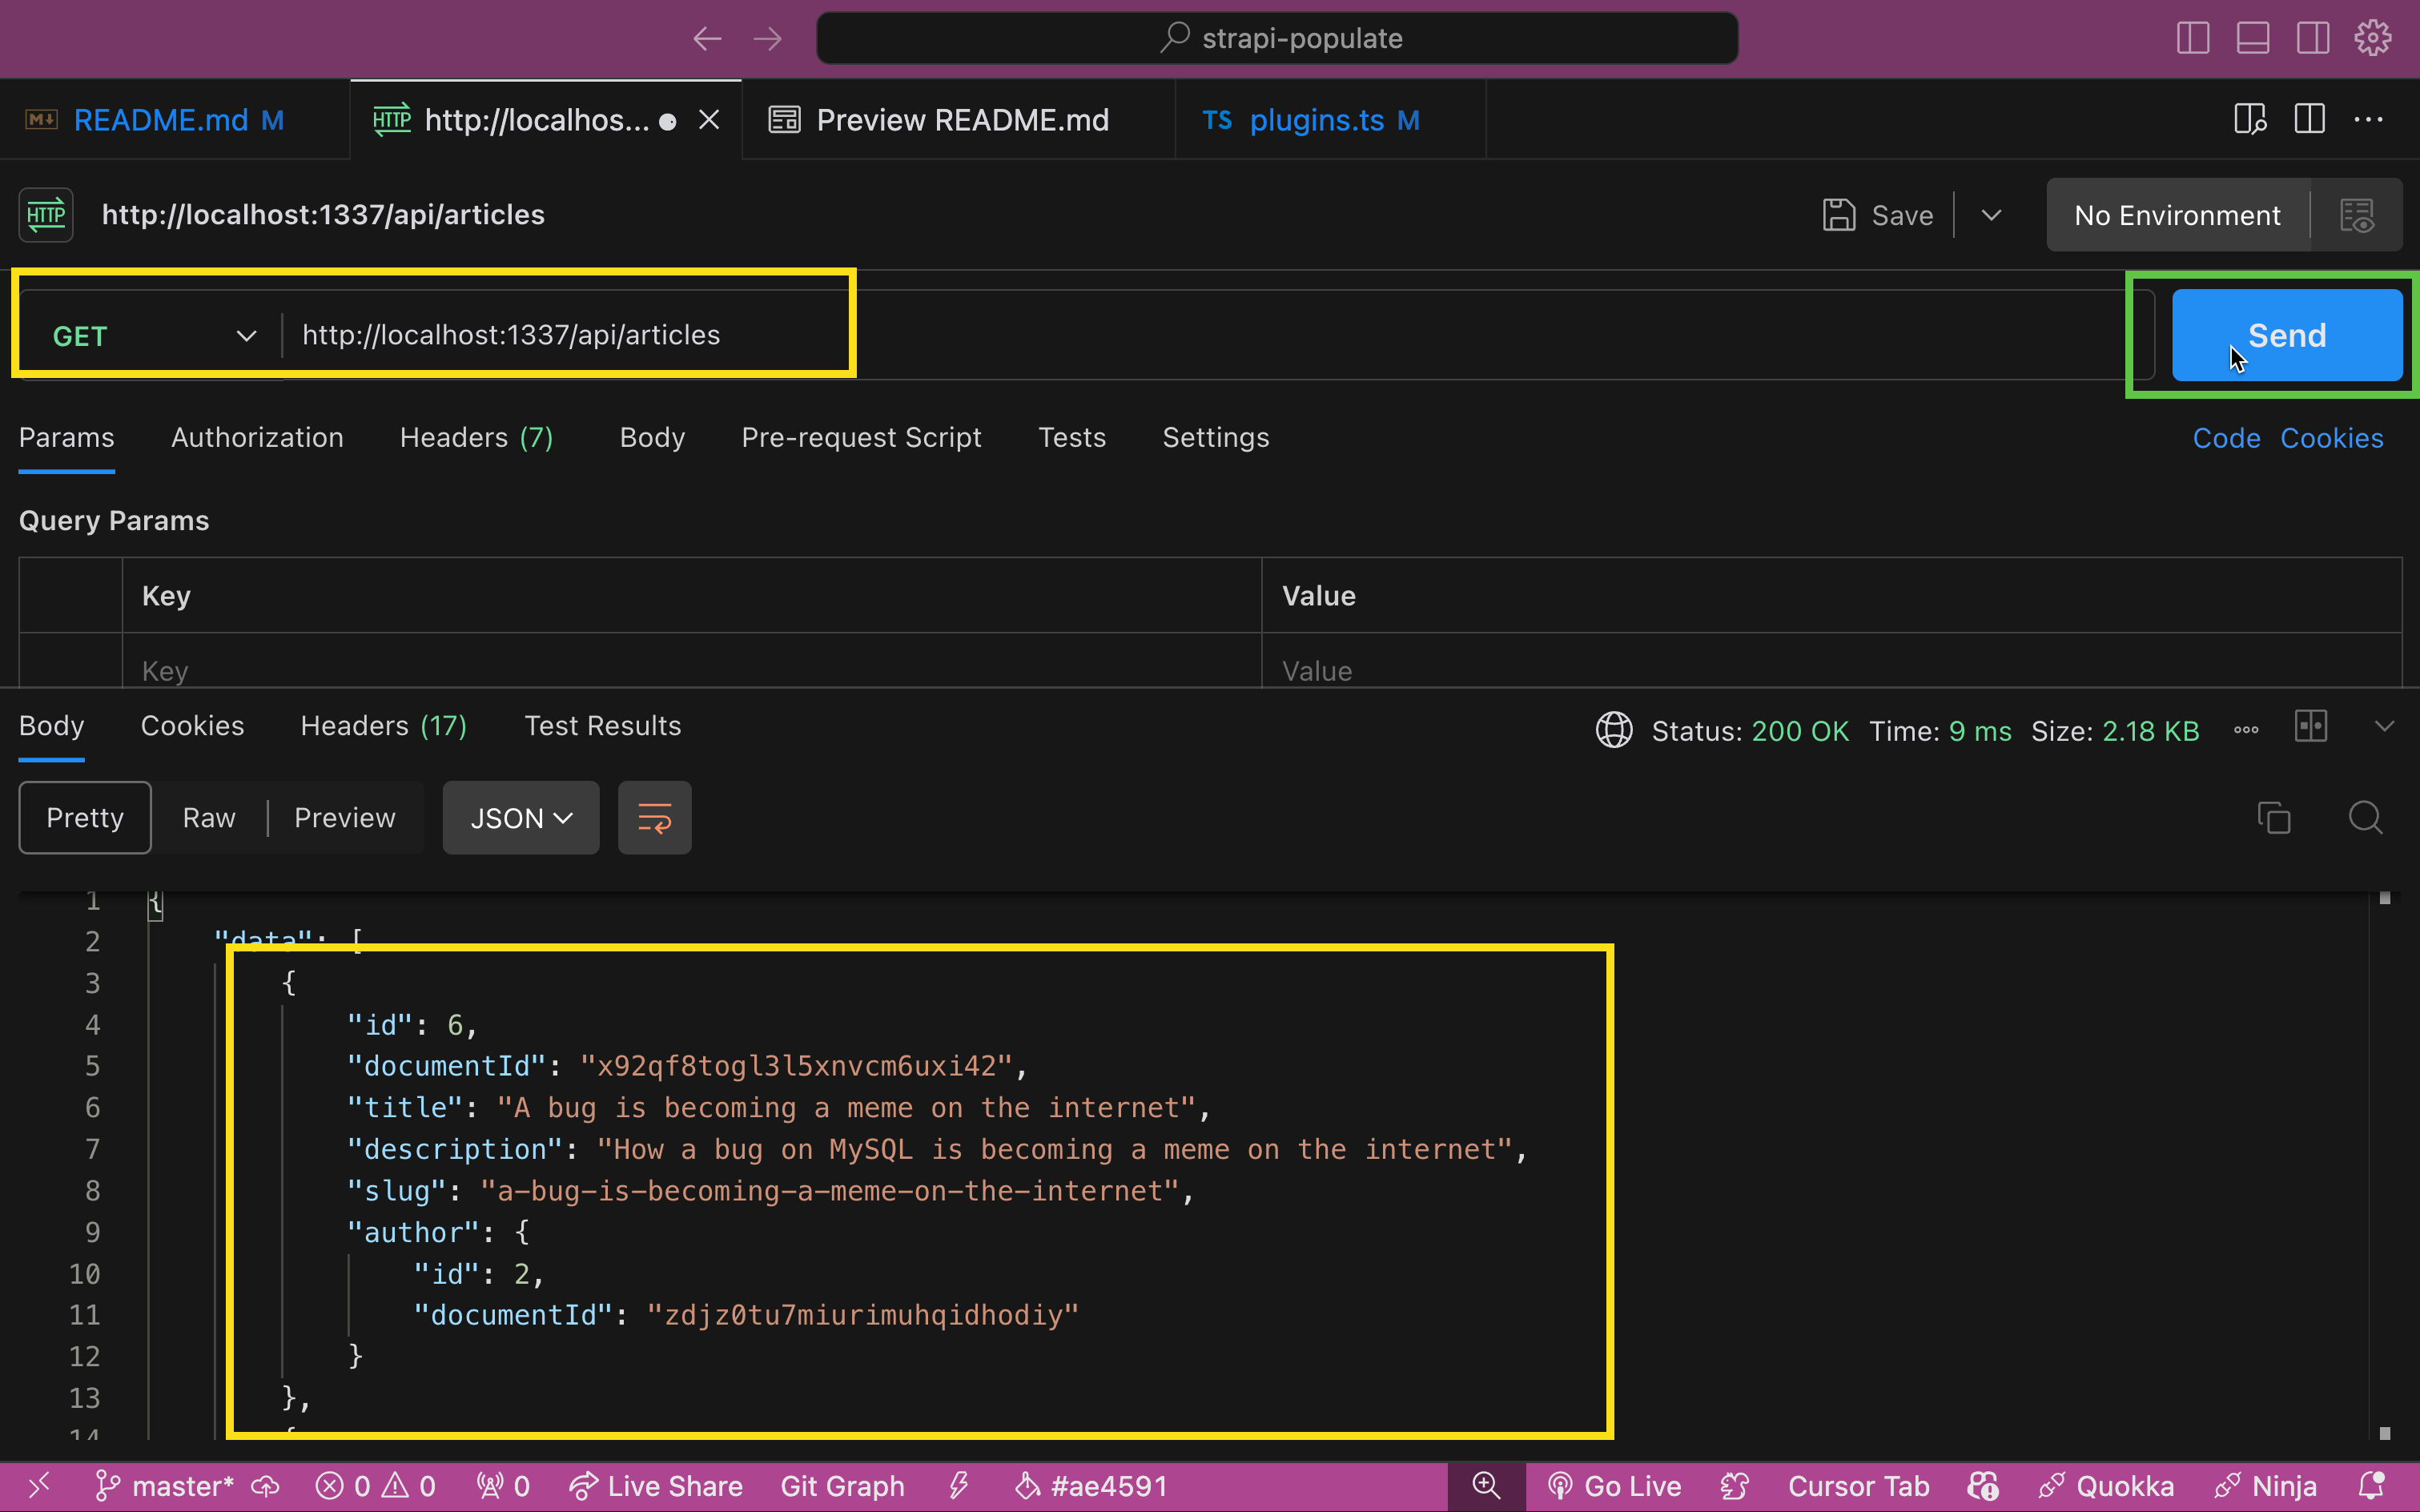 strapi-populate
README.md M
HTTP http://localhos...
Preview README.md
TS plugins.ts M
HTTP http://localhost:1337/api/articles
Save
No Environment
GET http://localhost:1337/api/articles
Send
Params Authorization Headers (7) Body Pre-request Script Tests Settings
Code Cookies
Query Params
Key Value
Key Value
Body Cookies Headers (17) Test Results
Status: 200 OK Time: 9 ms Size: 2.18 KB
Pretty Raw Preview JSON
1 {
2 "data": [
3 {
4 "id": 6,
5 "documentId": "x92qf8togl3l5xnvcm6uxi42",
6 "title": "A bug is becoming a meme on the internet",
7 "description": "How a bug on MySQL is becoming a meme on the internet",
8 "slug": "a-bug-is-becoming-a-meme-on-the-internet",
9 "author": {
10 "id": 2,
11 "documentId": "zdjz0tu7miurimuhqidhodiy"
12 }
13 },
14 {
master* 0 0 0 Live Share Git Graph #ae4591 Go Live Cursor Tab Quokka Ninja